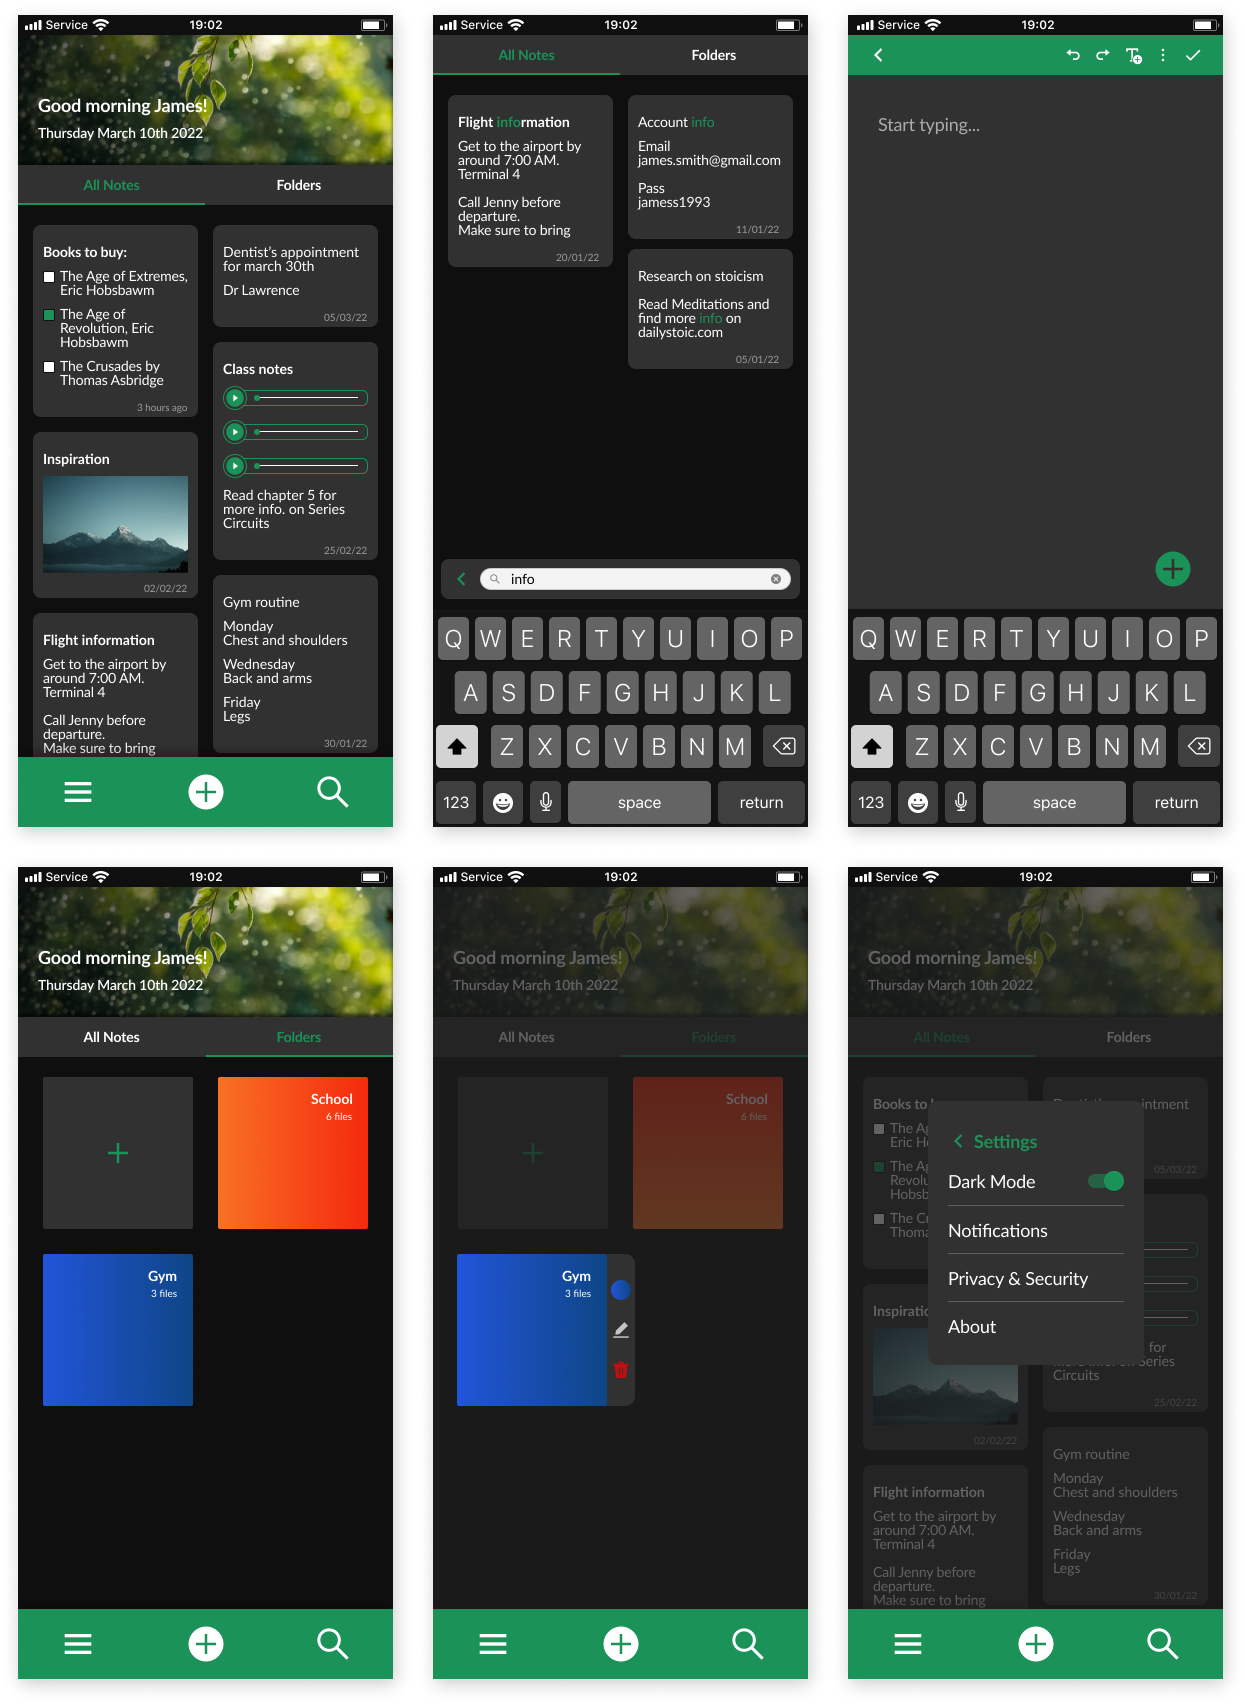 Service
19:02
Good morning James!
Thursday March 10th 2022
All Notes
Folders
Books to buy:
The Age of Extremes,
Eric Hobsbawm
The Age of
Revolution, Eric
Hobsbawm
The Crusades by
Thomas Asbridge
3 hours ago
Inspiration
02/02/22
Flight information
Get to the airport by
around 7:00 AM.
Terminal 4
Call Jenny before
departure.
Make sure to bring
Dentist's appointment
for march 30th
Dr Lawrence
05/03/22
Class notes
Read chapter 5 for
more info. on Series
Circuits
25/02/22
Gym routine
Monday
Chest and shoulders
Wednesday
Back and arms
Friday
Legs
30/01/22
Service
19:02
All Notes
Folders
Flight information
Get to the airport by
around 7:00 AM.
Terminal 4
Call Jenny before
departure.
Make sure to bring
20/01/22
Account info
Email
james.smith@gmail.com
Pass
jamess1993
11/01/22
Research on stoicism
Read Meditations and
find more info on
dailystoic.com
05/01/22
info
Q W E R T Y U I O P
A S D F G H J K L
Z X C V B N M
123 space return
Service
19:02
Start typing...
Q W E R T Y U I O P
A S D F G H J K L
Z X C V B N M
123 space return
Service
19:02
Good morning James!
Thursday March 10th 2022
All Notes
Folders
School
6 files
Gym
3 files
Service
19:02
Good morning James!
Thursday March 10th 2022
All Notes
Folders
School
6 files
Gym
3 files
Service
19:02
Good morning James!
Thursday March 10th 2022
All Notes
Folders
Books to
The
Eric
The
The
Inspiratio
02/02/22
Flight information
Get to the airport by
around 7:00 AM.
Terminal 4
Call Jenny before
departure.
Make sure to bring
Settings
Dark Mode
Notifications
Privacy & Security
About
05/03/22
for
Series
Circuits
25/02/22
Gym routine
Monday
Chest and shoulders
Wednesday
Back and arms
Friday
Legs
30/01/22